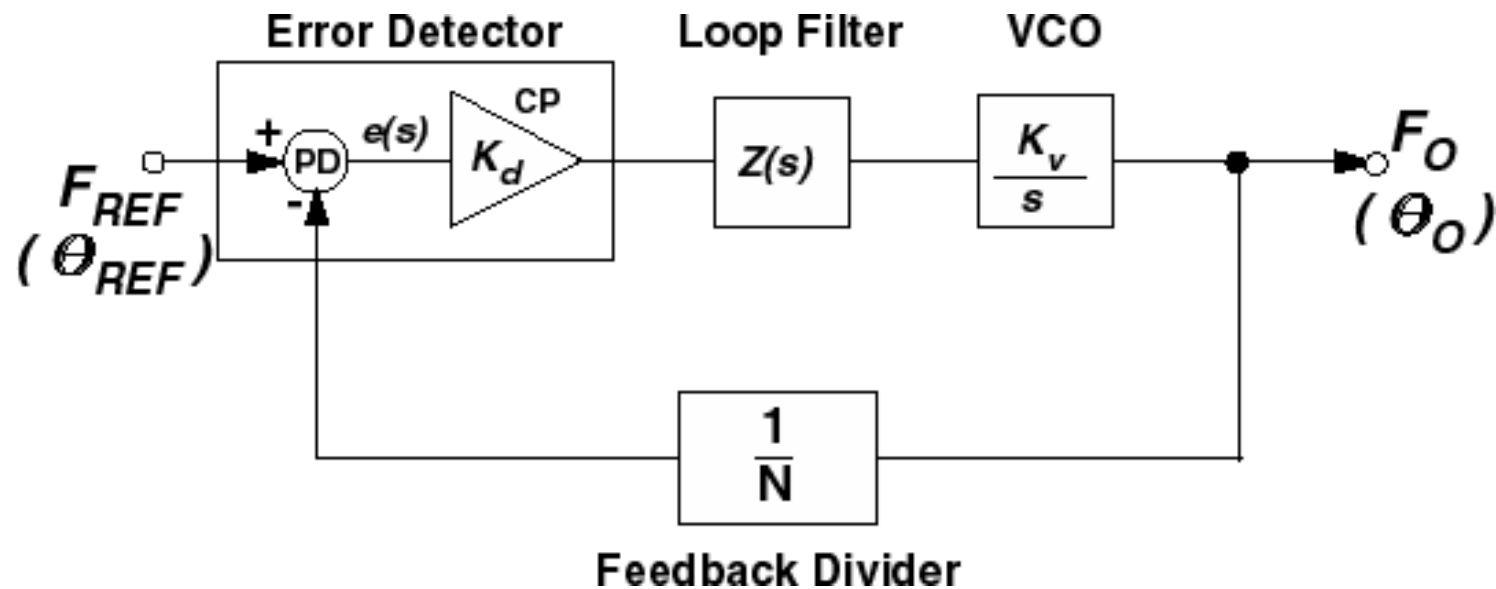 Error Detector
Loop Filter
VCO
CP
+
e(s)
PD
K_d
Z(s)
K_v
s
F_O
(θ_O)
F_REF
(θ_REF)
-
1
N
Feedback Divider